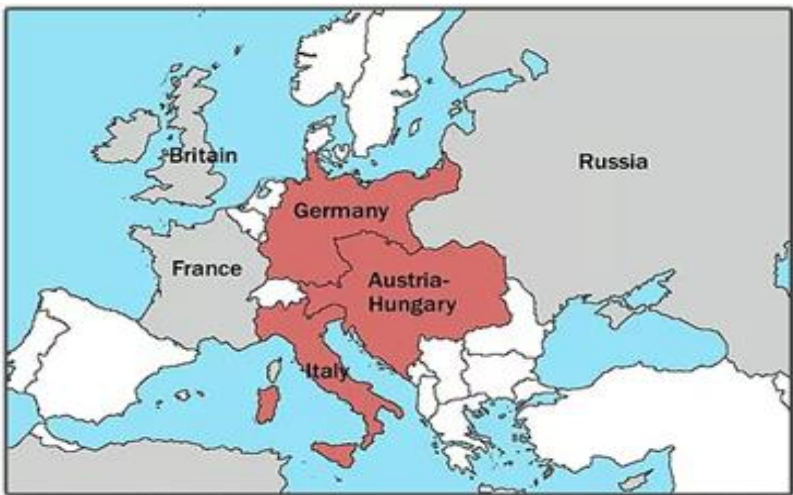 Britain
Russia
Germany
France
Austria-
Hungary
Italy